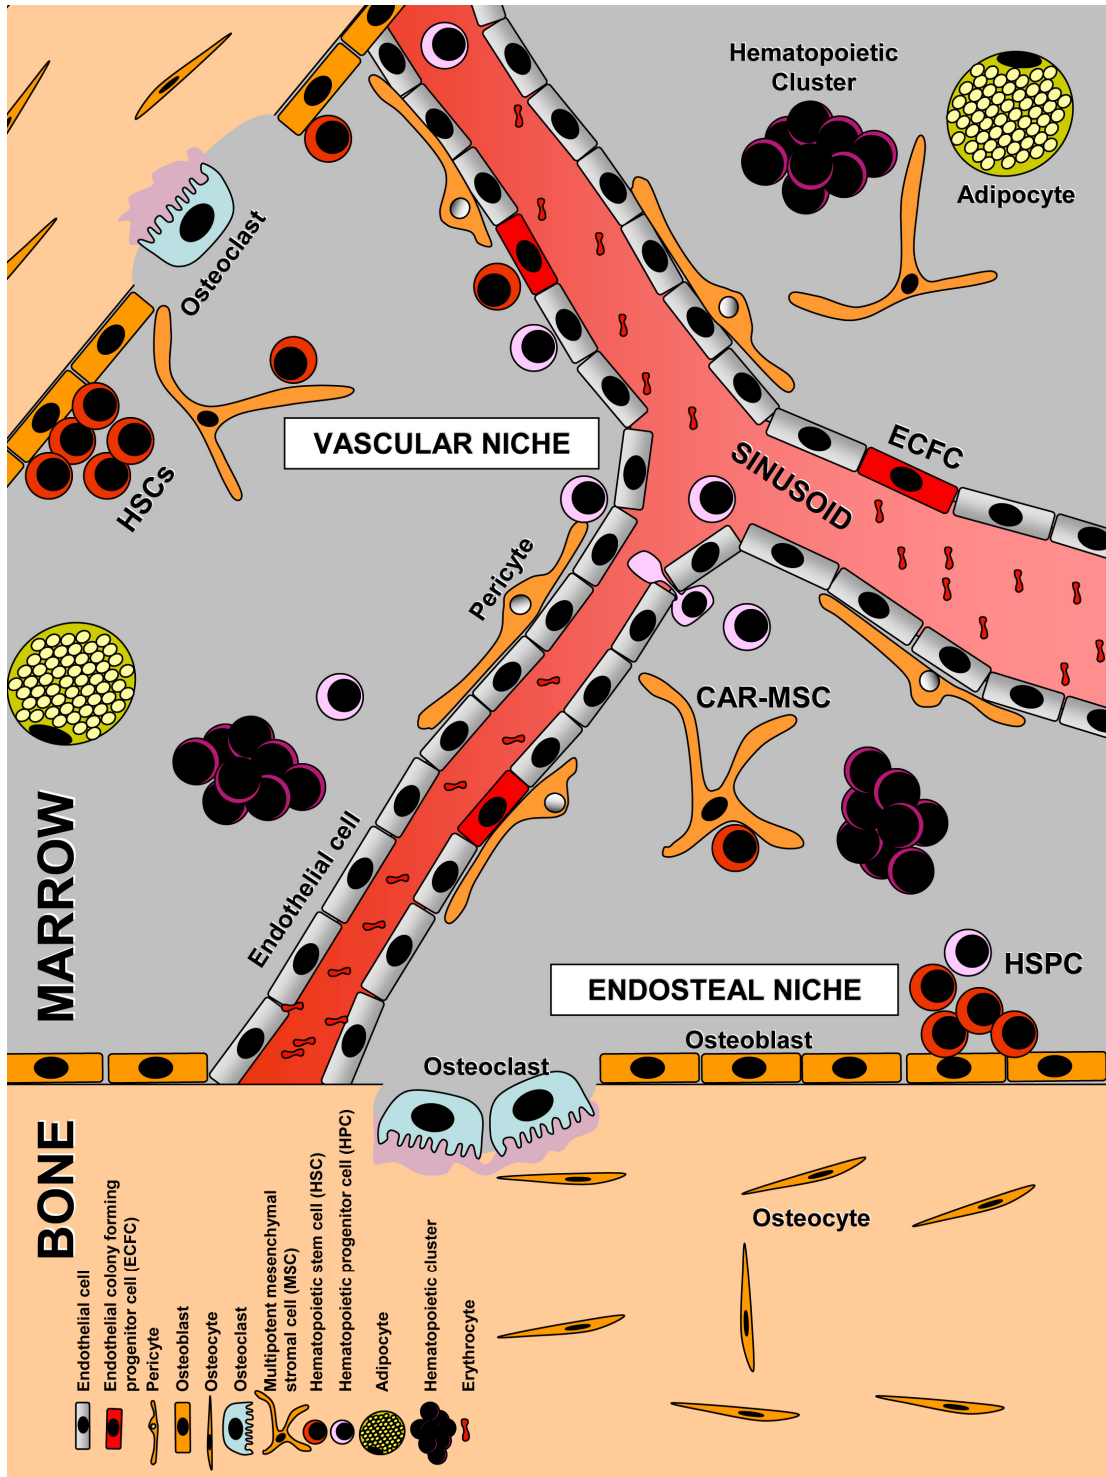 Hematopoietic
Cluster
Adipocyte
Osteoclast
VASCULAR NICHE
ECFC
SINUSOID
HSCs
Pericyte
CAR-MSC
MARROW
Endothelial cell
ENDOSTEAL NICHE
HSPC
Osteoblast
Osteoclast
BONE
Osteocyte
Endothelial cell
Endothelial colony forming
progenitor cell (ECFC)
Pericyte
Osteoblast
Osteocyte
Osteoclast
Multipotent mesenchymal
stromal cell (MSC)
Hematopoietic stem cell (HSC)
Hematopoietic progenitor cell (HPC)
Adipocyte
Hematopoietic cluster
Erythrocyte